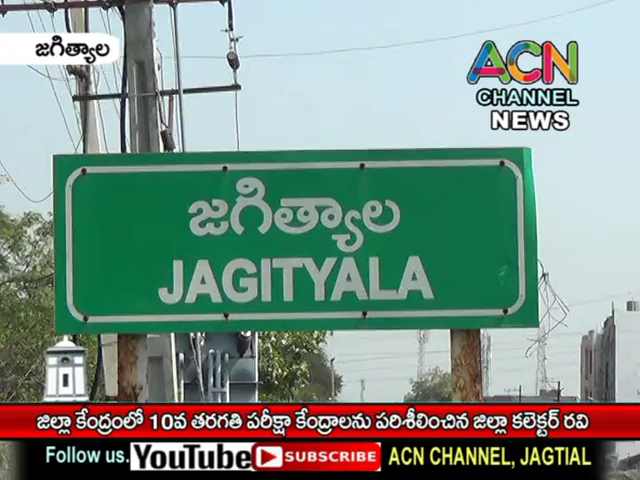 జగిత్యాల
ACN
CHANNEL
NEWS
జగిత్యాల
JAGITYALA
జిల్లా కేంద్రంలో 10వ తరగతి పరీక్షా కేంద్రాలను పరిశీలించిన జిల్లా కలెక్టర్ రవి
Follow us. YouTube SUBSCRIBE ACN CHANNEL, JAGTIAL